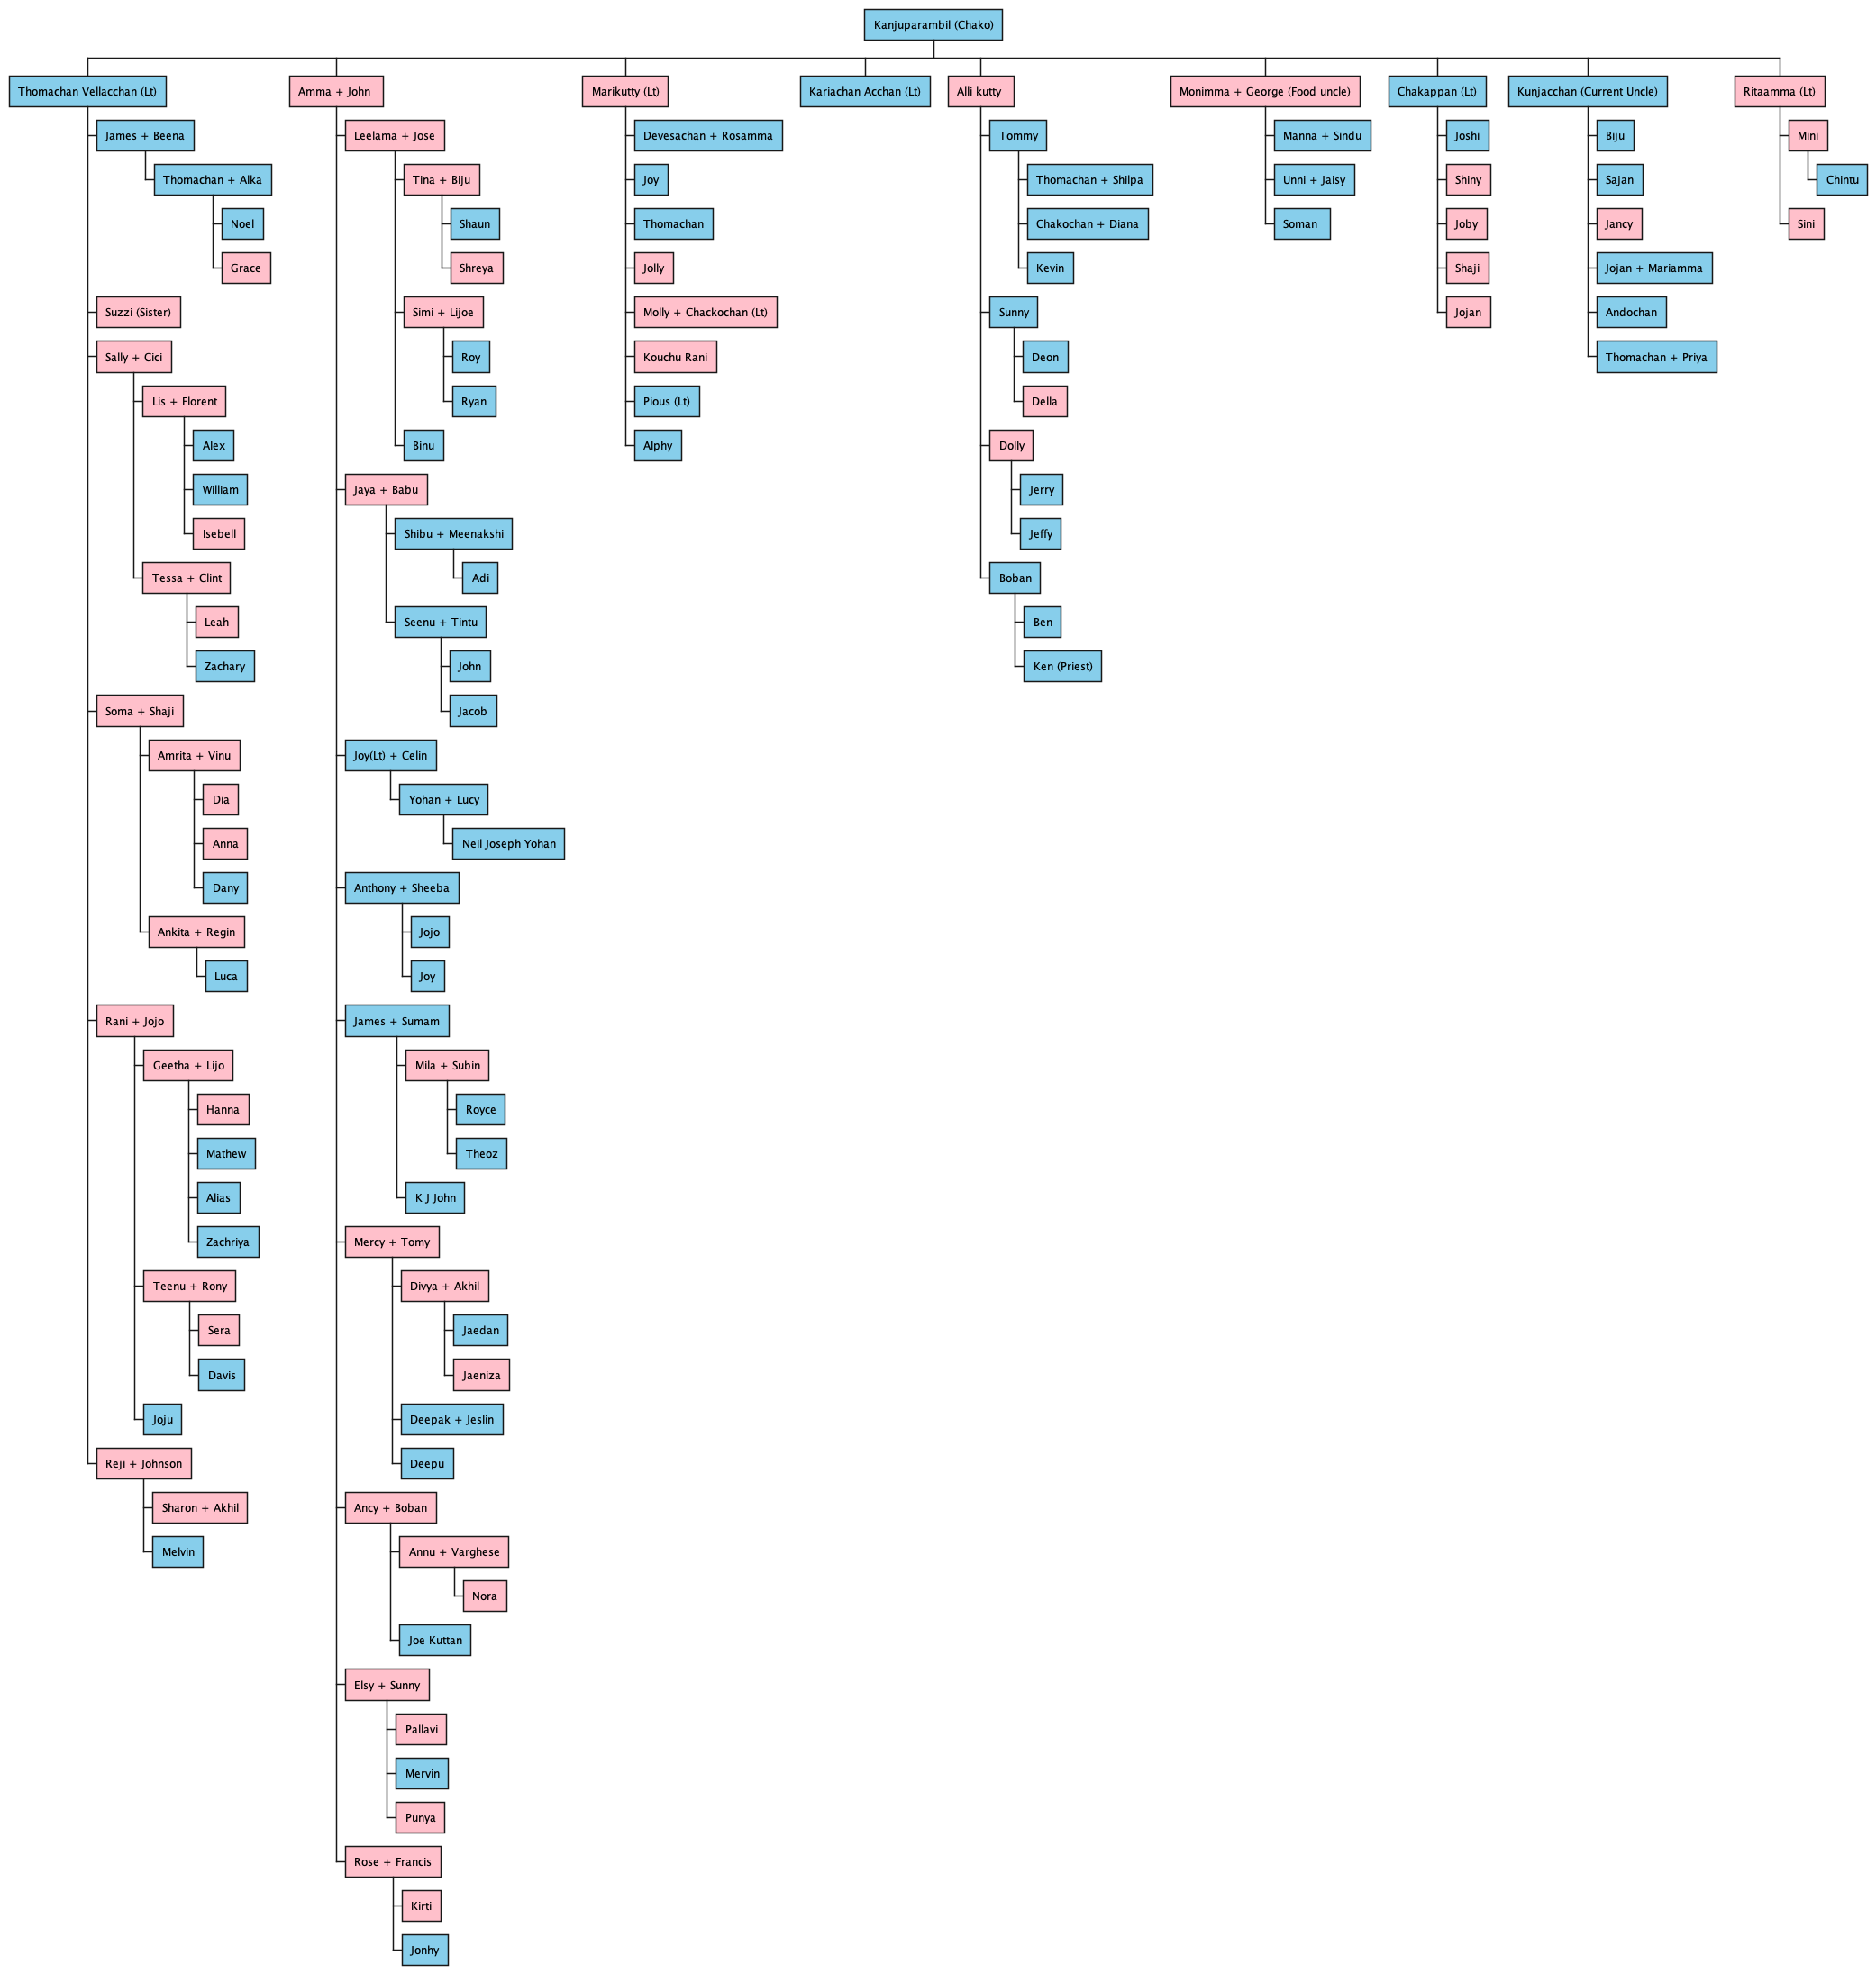 Kanjuparambil (Chako)
Thomachan Vellacchan (Lt)
James + Beena
Thomachan + Alka
Noel
Grace
Suzzi (Sister)
Sally + Cici
Lis + Florent
Alex
William
Isebell
Tessa + Clint
Leah
Zachary
Soma + Shaji
Amrita + Vinu
Dia
Anna
Dany
Ankita + Regin
Luca
Rani + Jojo
Geetha + Lijo
Hanna
Mathew
Alias
Zachriya
Teenu + Rony
Sera
Davis
Joju
Reji + Johnson
Sharon + Akhil
Melvin
Amma + John
Leelama + Jose
Tina + Biju
Shaun
Shreya
Simi + Lijoe
Roy
Ryan
Binu
Jaya + Babu
Shibu + Meenakshi
Adi
Seenu + Tintu
John
Jacob
Joy(Lt) + Celin
Yohan + Lucy
Neil Joseph Yohan
Anthony + Sheeba
Jojo
Joy
James + Sumam
Mila + Subin
Royce
Theoz
K J John
Mercy + Tomy
Divya + Akhil
Jaedan
Jaeniza
Deepak + Jeslin
Deepu
Ancy + Boban
Annu + Varghese
Nora
Joe Kuttan
Elsy + Sunny
Pallavi
Mervin
Punya
Rose + Francis
Kirti
Jonhy
Marikutty (Lt)
Devesachan + Rosamma
Joy
Thomachan
Jolly
Molly + Chackochan (Lt)
Kouchu Rani
Pious (Lt)
Alphy
Kariachan Acchan (Lt)
Alli kutty
Tommy
Thomachan + Shilpa
Chakochan + Diana
Kevin
Sunny
Deon
Della
Dolly
Jerry
Jeffy
Boban
Ben
Ken (Priest)
Monimma + George (Food uncle)
Manna + Sindu
Unni + Jaisy
Soman
Chakappan (Lt)
Joshi
Shiny
Joby
Shaji
Jojan
Kunjacchan (Current Uncle)
Biju
Sajan
Jancy
Jojan + Mariamma
Andochan
Thomachan + Priya
Ritaamma (Lt)
Mini
Chintu
Sini